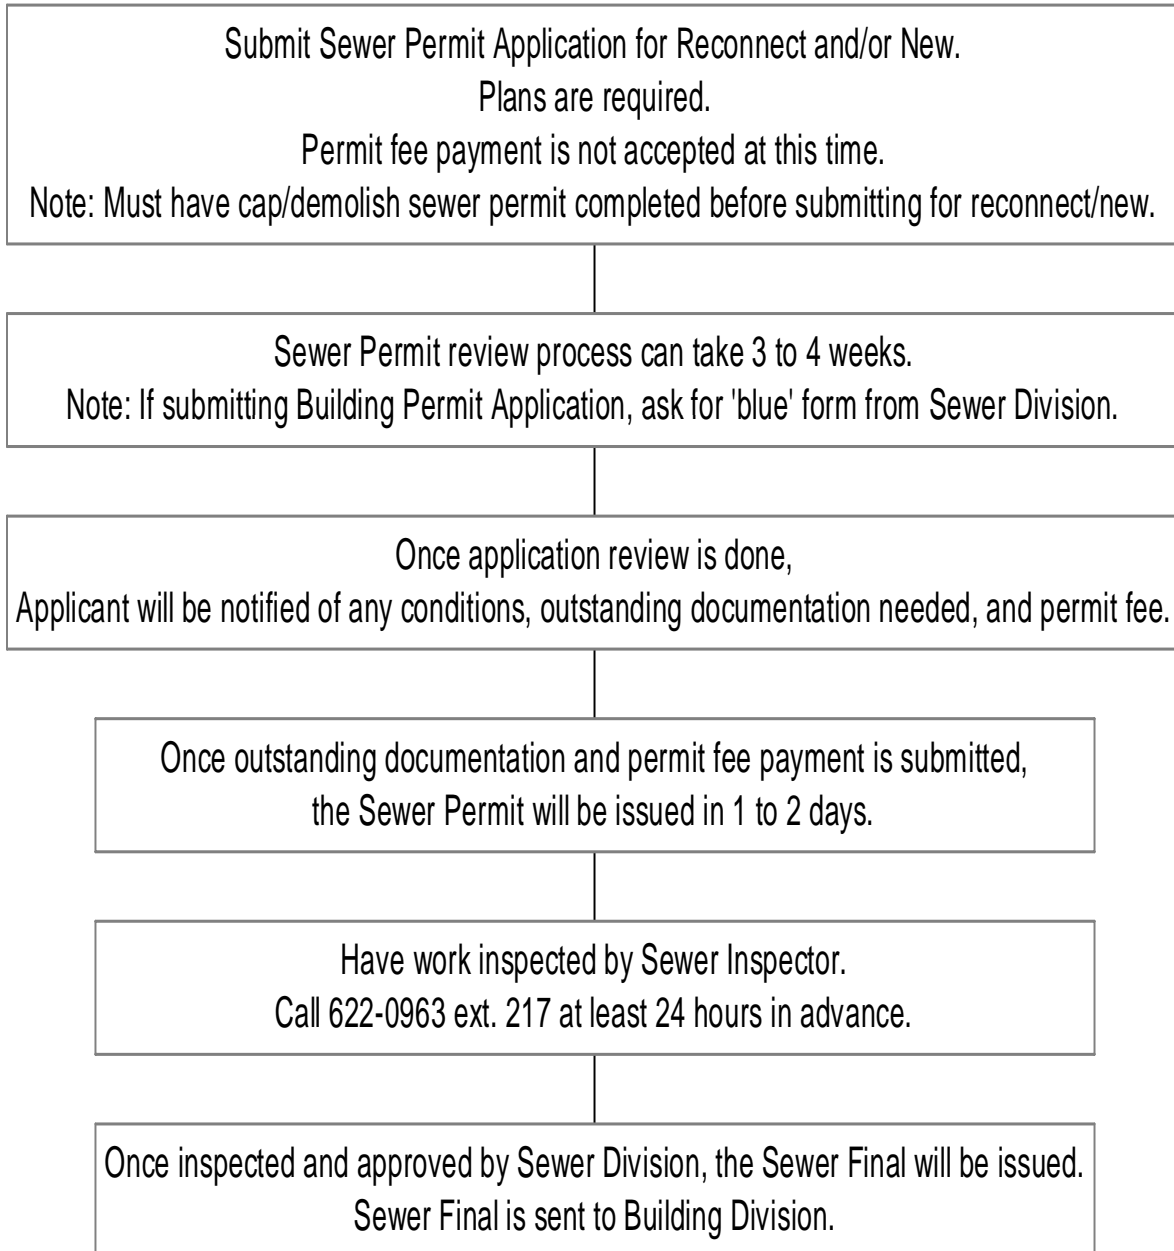 Submit Sewer Permit Application for Reconnect and/or New.
Plans are required.
Permit fee payment is not accepted at this time.
Note: Must have cap/demolish sewer permit completed before submitting for reconnect/new.
Sewer Permit review process can take 3 to 4 weeks.
Note: If submitting Building Permit Application, ask for 'blue' form from Sewer Division.
Once application review is done,
Applicant will be notified of any conditions, outstanding documentation needed, and permit fee.
Once outstanding documentation and permit fee payment is submitted,
the Sewer Permit will be issued in 1 to 2 days.
Have work inspected by Sewer Inspector.
Call 622-0963 ext. 217 at least 24 hours in advance.
Once inspected and approved by Sewer Division, the Sewer Final will be issued.
Sewer Final is sent to Building Division.